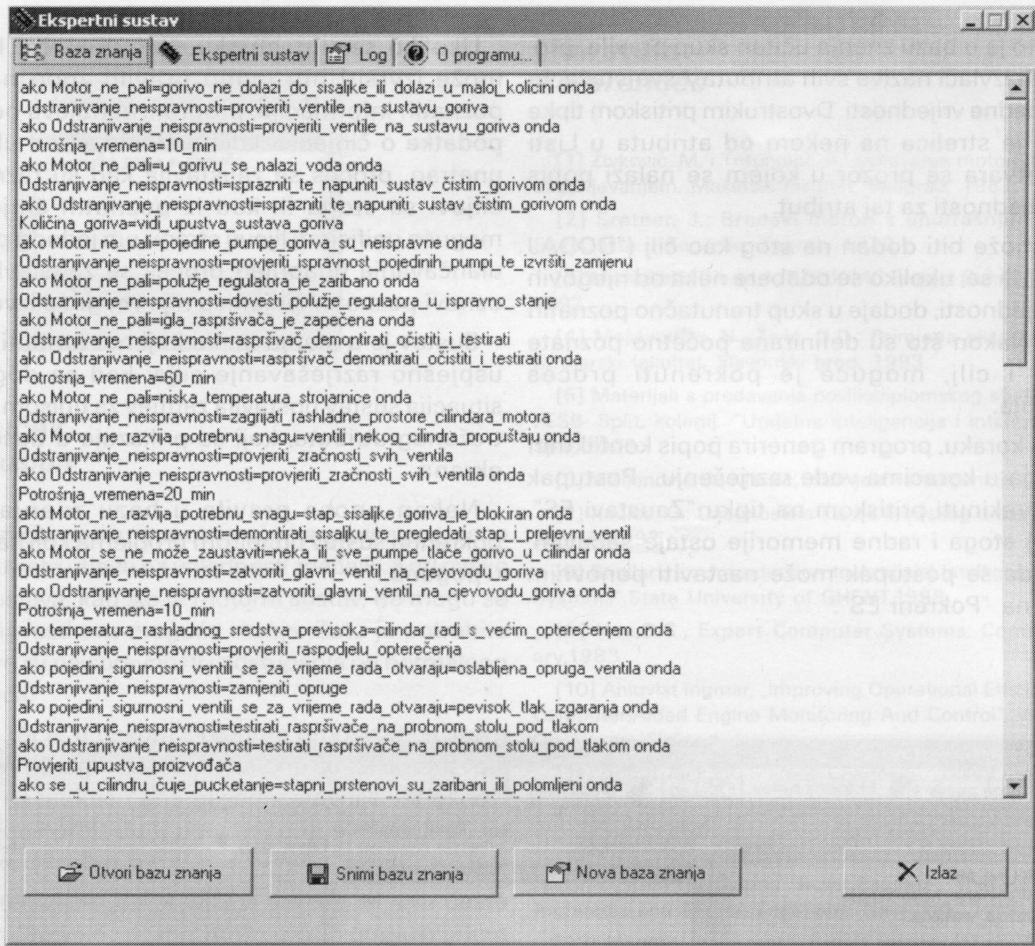 Ekspertni sustav
Baza znanja
Ekspertni sustav
Log
O programu...
ako Motor_ne_pali=gorivo_ne_dolazi_do_sisaljke_ili_dolazi_u_maloj_kolicini onda
Odstranjivanje_neispravnosti=provjeriti_ventile_na_sustavu_goriva
ako Odstranjivanje_neispravnosti=provjeriti_ventile_na_sustavu_goriva onda
Potrošnja_vremena=10_min
ako Motor_ne_pali=u_gorivu_se_nalazi_voda onda
Odstranjivanje_neispravnosti=isprazniti_te_napuniti_sustav_čistim_gorivom onda
ako Odstranjivanje_neispravnosti=isprazniti_te_napuniti_sustav_čistim_gorivom onda
Količina_goriva=vidi_upustva_sustava_goriva
ako Motor_ne_pali=pojedine_pumpe_goriva_su_neispravne onda
Odstranjivanje_neispravnosti=provjeriti_ispravnost_pojedinih_pumpi_te_izvršiti_zamjenu
ako Motor_ne_pali=polužje_regulatora_je_zaribano onda
Odstranjivanje_neispravnosti=dovesti_polužje_regulatora_u_ispravno_stanje
ako Motor_ne_pali=igla_raspršivača_je_zapečena onda
Odstranjivanje_neispravnosti=raspršivač_demontirati_očistiti_i_testirati
ako Odstranjivanje_neispravnosti=raspršivač_demontirati_očistiti_i_testirati onda
Potrošnja_vremena=60_min
ako Motor_ne_pali=niska_temperatura_strojarnice onda
Odstranjivanje_neispravnosti=zagrijati_rashladne_prostore_cilindara_motora
ako Motor_ne_razvija_potrebnu_snagu=ventili_nekog_cilindra_propuštaju onda
Odstranjivanje_neispravnosti=provjeriti_zračnosti_svih_ventila
ako Odstranjivanje_neispravnosti=provjeriti_zračnosti_svih_ventila onda
Potrošnja_vremena=20_min
ako Motor_ne_razvija_potrebnu_snagu=stap_sisaljke_goriva_je_blokiran onda
Odstranjivanje_neispravnosti=demontirati_sisaljku_te_pregledati_stap_i_preljevni_ventil
ako Motor_se_ne_može_zaustaviti=neka_ili_sve_pumpe_tlače_gorivo_u_cilindar onda
Odstranjivanje_neispravnosti=zatvoriti_glavni_ventil_na_cjevovodu_goriva
ako Odstranjivanje_neispravnosti=zatvoriti_glavni_ventil_na_cjevovodu_goriva onda
Potrošnja_vremena=10_min
ako temperatura_rashladnog_sredstva_previsoka=cilindar_radi_s_većim_opterećenjem onda
Odstranjivanje_neispravnosti=provjeriti_raspodjelu_opterečenja
ako pojedini_sigurnosni_ventili_se_za_vrijeme_rada_otvaraju=oslabljena_opruga_ventila onda
Odstranjivanje_neispravnosti=zamjeniti_opruge
ako pojedini_sigurnosni_ventili_se_za_vrijeme_rada_otvaraju=pevisok_tlak_izgaranja onda
Odstranjivanje_neispravnosti=testirati_raspršivače_na_probnom_stolu_pod_tlakom
ako Odstranjivanje_neispravnosti=testirati_raspršivače_na_probnom_stolu_pod_tlakom onda
Provjeriti_upustva_proizvođača
ako se _u_cilindru_čuje_pucketanje=stapni_prstenovi_su_zaribani_ili_polomljeni onda
Otvori bazu znanja
Snimi bazu znanja
Nova baza znanja
Izlaz